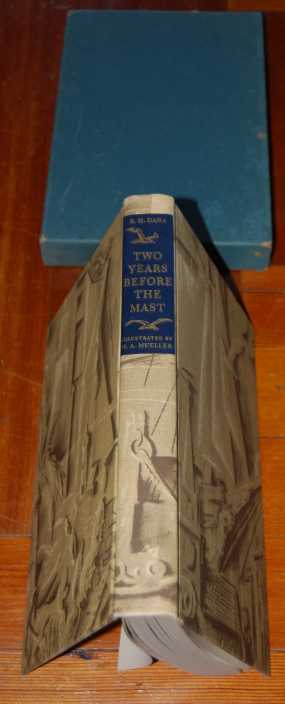 R. H. DANA
TWO
YEARS
BEFORE
THE
MAST
ILLUSTRATED BY
H. A. MUELLER